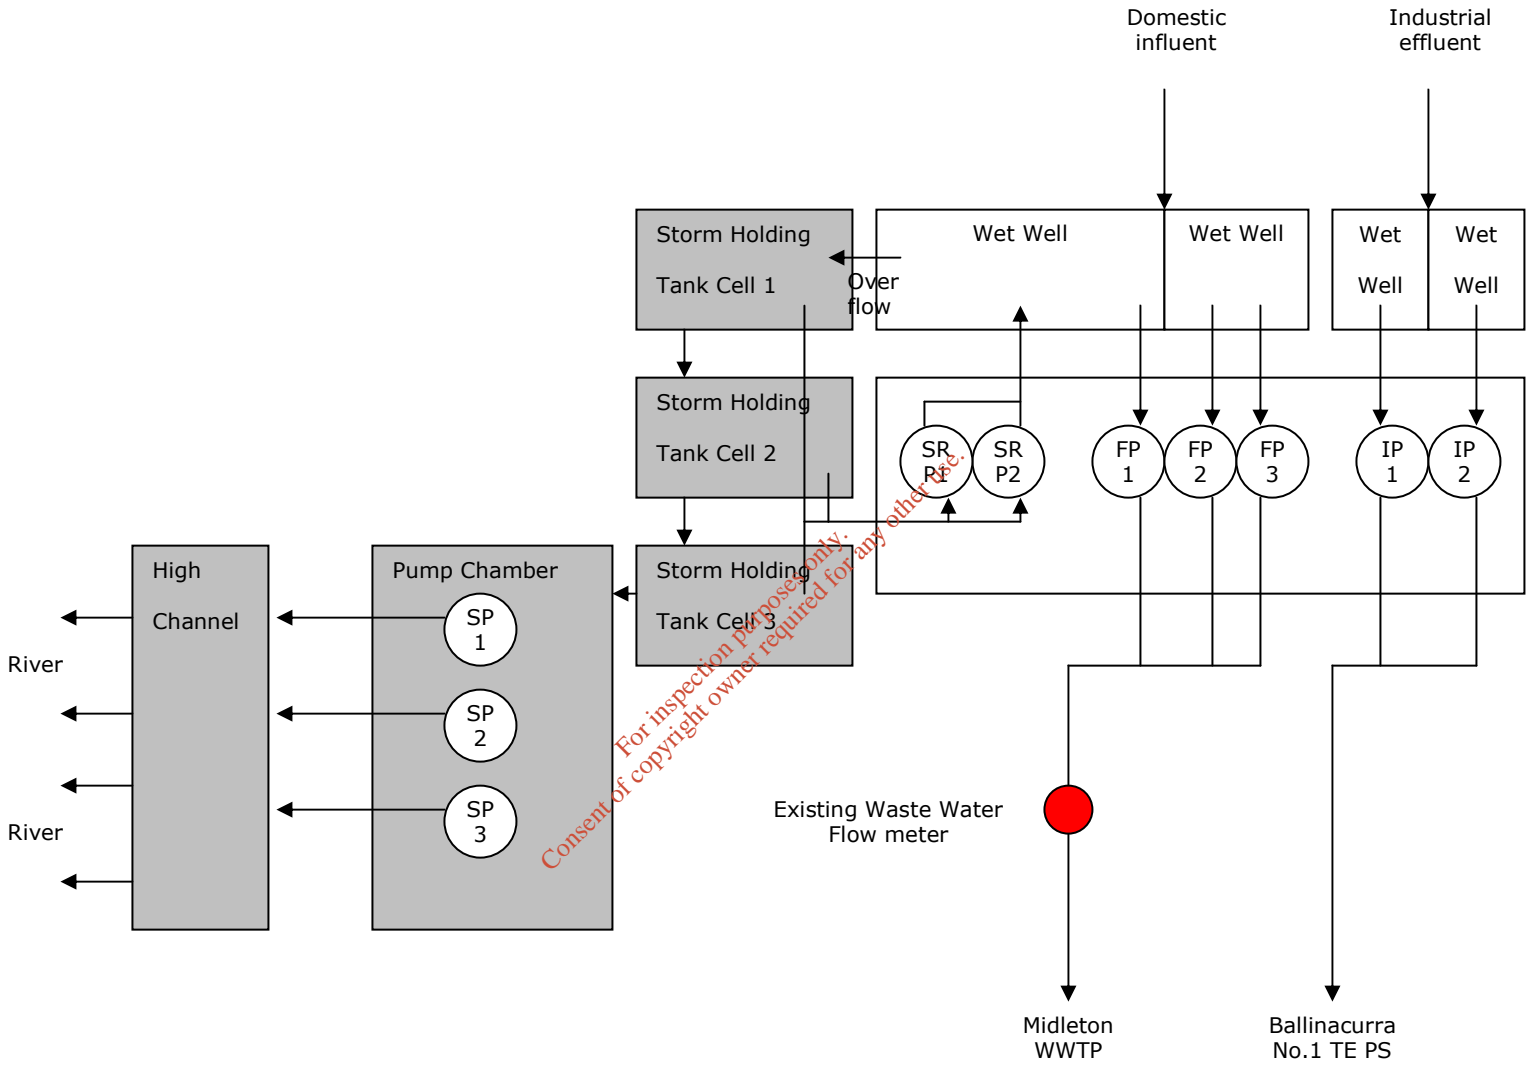 Domestic
influent
Industrial
effluent
Storm Holding
Tank Cell 1
Over
flow
Wet Well
Wet Well
Wet
Well
Wet
Well
Storm Holding
Tank Cell 2
SR
P1
SR
P2
FP
1
FP
2
FP
3
IP
1
IP
2
High
Channel
Pump Chamber
Storm Holding
Tank Cell 3
SP
1
SP
2
SP
3
River
River
For inspection purposes only.
Consent of copyright owner required for any other use.
Existing Waste Water
Flow meter
Midleton
WWTP
Ballinacurra
No.1 TE PS